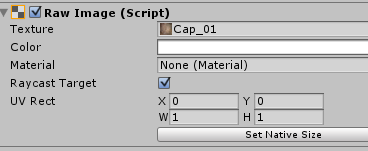 Raw Image (Script)
Texture Cap_01
Color
Material None (Material)
Raycast Target
UV Rect X 0 Y 0
W 1 H 1
Set Native Size